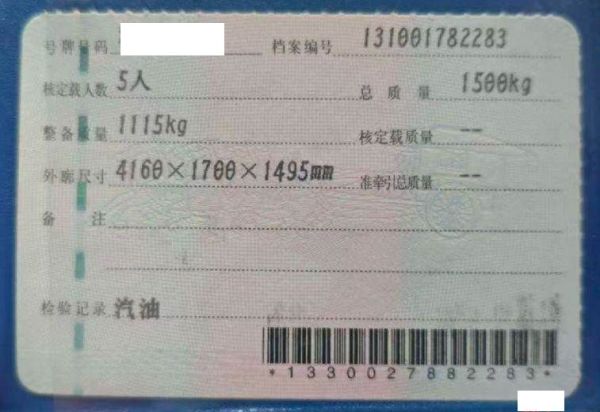 号牌号码 档案编号 131001782283
核定载人数 5人 总质量 1500kg
整备质量 1115kg 核定载质量 --
外廓尺寸 4160×1700×1495mm 准牵引总质量 --
备注
检验记录 汽油
*1330027882283*